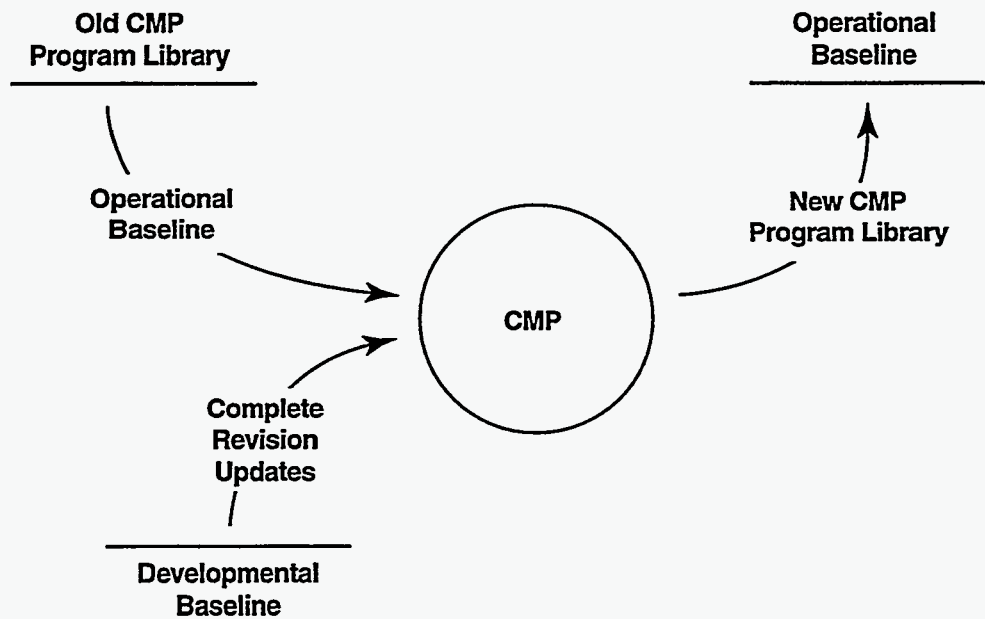 Old CMP
Program Library
Operational
Baseline
Operational
Baseline
New CMP
Program Library
CMP
Complete
Revision
Updates
Developmental
Baseline